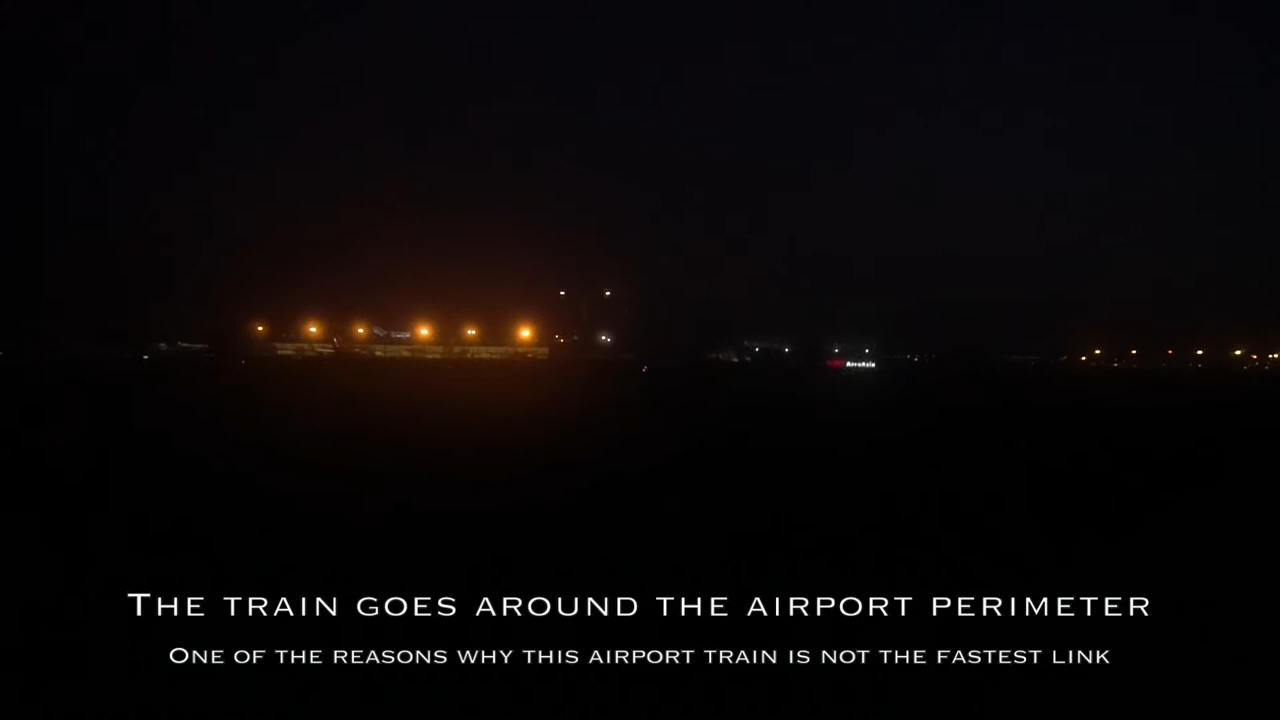 AeroAsia
THE TRAIN GOES AROUND THE AIRPORT PERIMETER
ONE OF THE REASONS WHY THIS AIRPORT TRAIN IS NOT THE FASTEST LINK